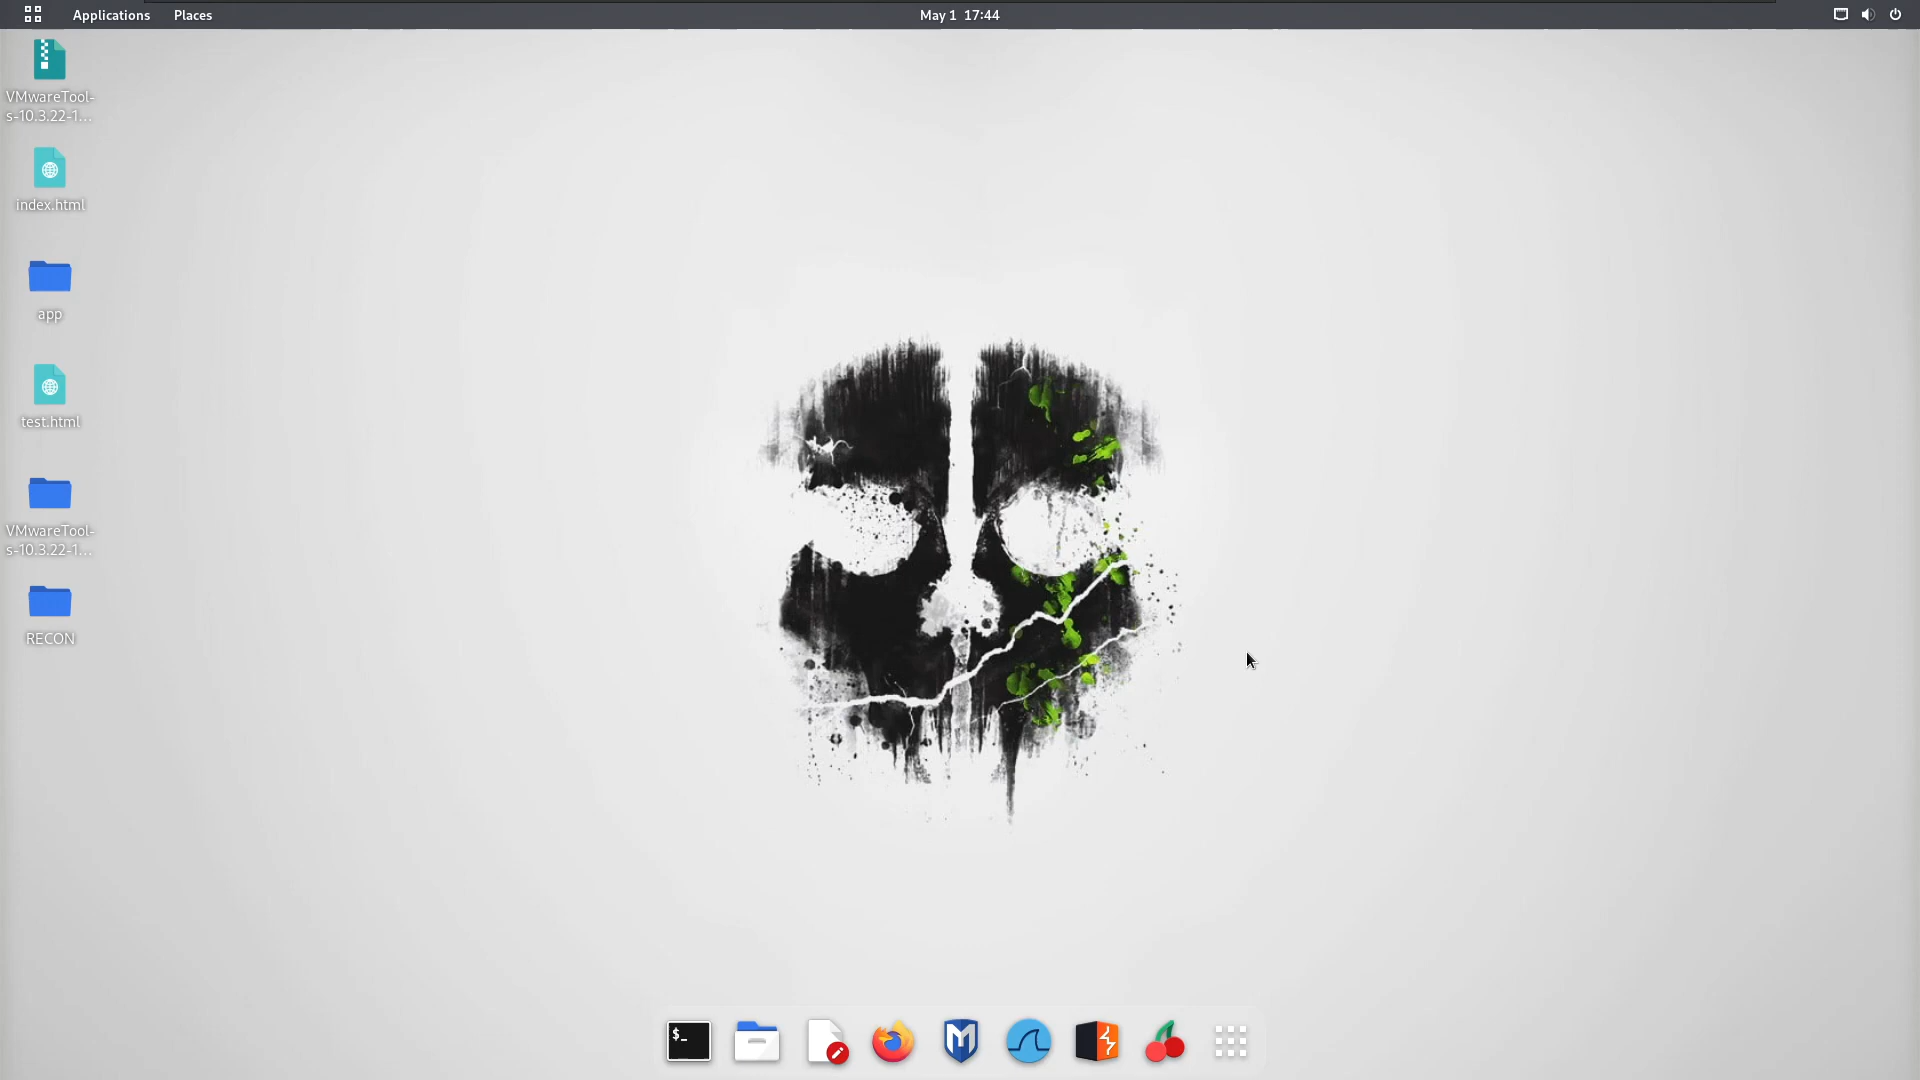 Applications Places May 1 17:44
VMwareTool-
s-10.3.22-1...
index.html
app
test.html
VMwareTool-
s-10.3.22-1...
RECON
$_